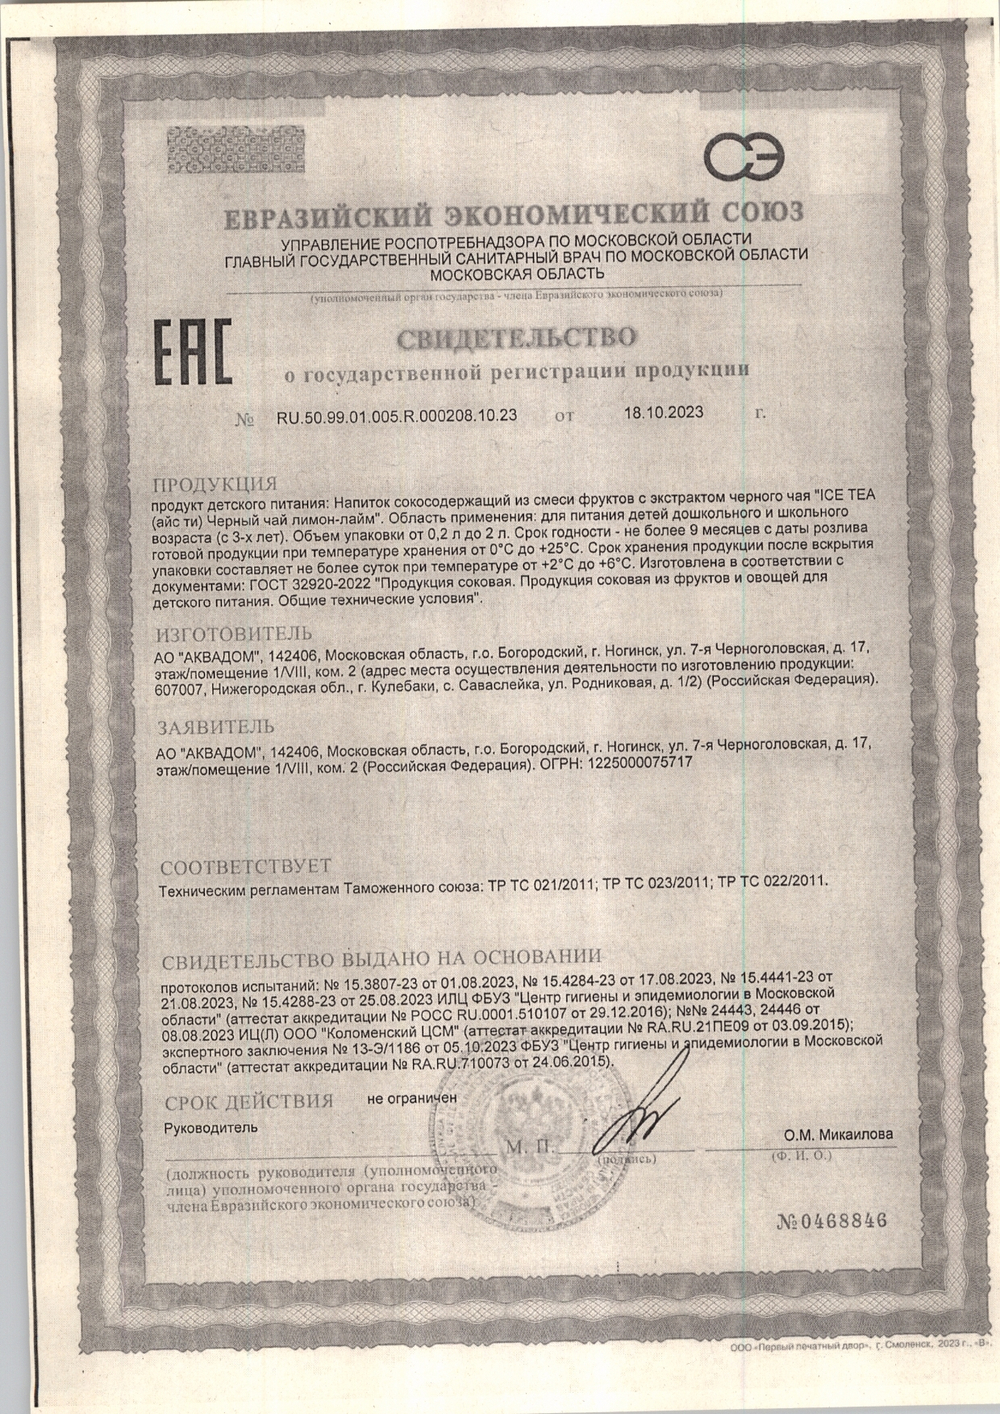 СЭ
ЕВРАЗИЙСКИЙ ЭКОНОМИЧЕСКИЙ СОЮЗ
УПРАВЛЕНИЕ РОСПОТРЕБНАДЗОРА ПО МОСКОВСКОЙ ОБЛАСТИ
ГЛАВНЫЙ ГОСУДАРСТВЕННЫЙ САНИТАРНЫЙ ВРАЧ ПО МОСКОВСКОЙ ОБЛАСТИ
МОСКОВСКАЯ ОБЛАСТЬ
(уполномоченный орган государства - члена Евразийского экономического союза)
EAC
СВИДЕТЕЛЬСТВО
о государственной регистрации продукции
№ RU.50.99.01.005.R.000208.10.23 от 18.10.2023 г.
ПРОДУКЦИЯ
продукт детского питания: Напиток сокосодержащий из смеси фруктов с экстрактом черного чая "ICE TEA
(айс ти) Черный чай лимон-лайм". Область применения: для питания детей дошкольного и школьного
возраста (с 3-х лет). Объем упаковки от 0,2 л до 2 л. Срок годности - не более 9 месяцев с даты розлива
готовой продукции при температуре хранения от 0°С до +25°С. Срок хранения продукции после вскрытия
упаковки составляет не более суток при температуре от +2°С до +6°С. Изготовлена в соответствии с
документами: ГОСТ 32920-2022 "Продукция соковая. Продукция соковая из фруктов и овощей для
детского питания. Общие технические условия".
ИЗГОТОВИТЕЛЬ
АО "АКВАДОМ", 142406, Московская область, г.о. Богородский, г. Ногинск, ул. 7-я Черноголовская, д. 17,
этаж/помещение 1/VIII, ком. 2 (адрес места осуществления деятельности по изготовлению продукции:
607007, Нижегородская обл., г. Кулебаки, с. Саваслейка, ул. Родниковая, д. 1/2) (Российская Федерация).
ЗАЯВИТЕЛЬ
АО "АКВАДОМ", 142406, Московская область, г.о. Богородский, г. Ногинск, ул. 7-я Черноголовская, д. 17,
этаж/помещение 1/VIII, ком. 2 (Российская Федерация). ОГРН: 1225000075717
СООТВЕТСТВУЕТ
Техническим регламентам Таможенного союза: ТР ТС 021/2011; ТР ТС 023/2011; ТР ТС 022/2011.
СВИДЕТЕЛЬСТВО ВЫДАНО НА ОСНОВАНИИ
протоколов испытаний: № 15.3807-23 от 01.08.2023, № 15.4284-23 от 17.08.2023, № 15.4441-23 от
21.08.2023, № 15.4288-23 от 25.08.2023 ИЛЦ ФБУЗ "Центр гигиены и эпидемиологии в Московской
области" (аттестат аккредитации № РОСС RU.0001.510107 от 29.12.2016); №№ 24443, 24446 от
08.08.2023 ИЦ(Л) ООО "Коломенский ЦСМ" (аттестат аккредитации № RA.RU.21ПЕ09 от 03.09.2015);
экспертного заключения № 13-Э/1186 от 05.10.2023 ФБУЗ "Центр гигиены и эпидемиологии в Московской
области" (аттестат аккредитации № RA.RU.710073 от 24.06.2015).
СРОК ДЕЙСТВИЯ не ограничен
Руководитель
О.М. Микаилова
М. П.
(подпись)
(Ф. И. О.)
(должность руководителя (уполномоченного
лица) уполномоченного органа государства -
члена Евразийского экономического союза)
№0468846
ООО «Первый печатный двор», г. Смоленск, 2023 г., «В».